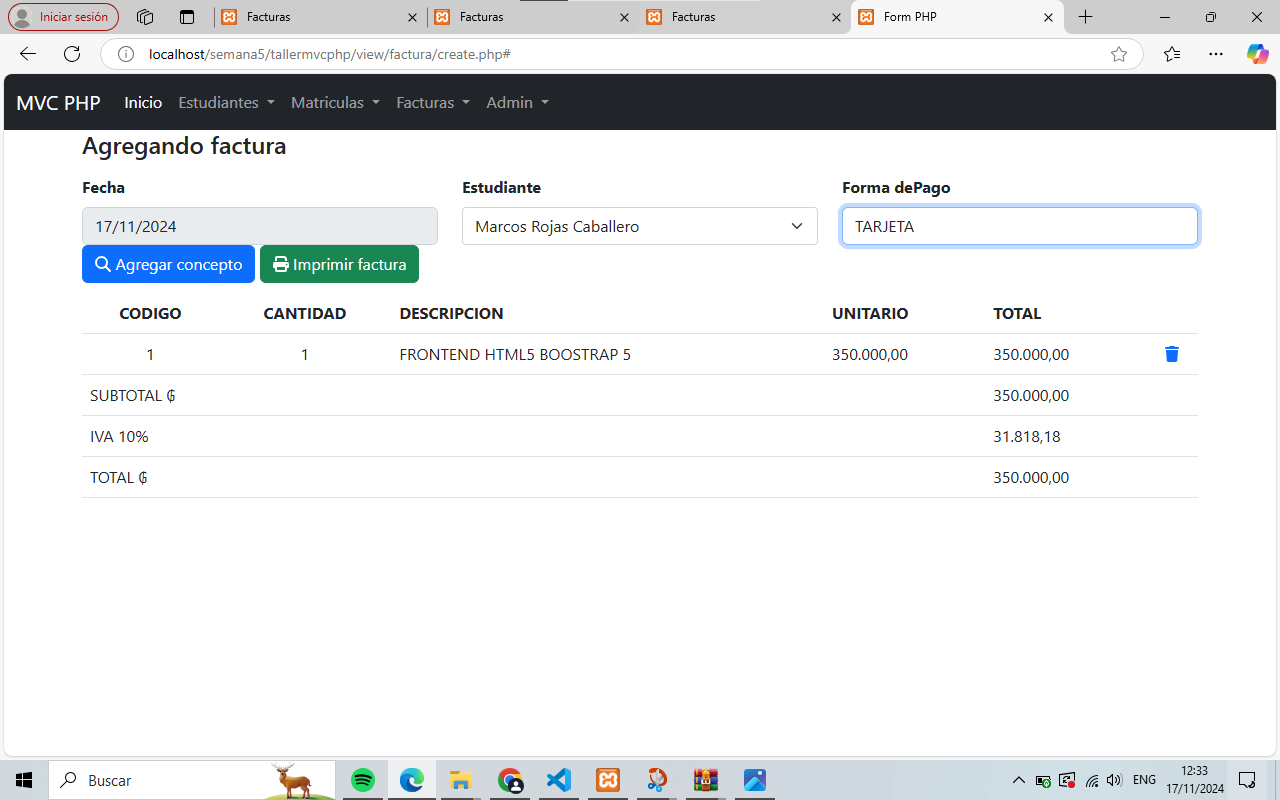 Iniciar sesión
Facturas
Facturas
Facturas
Form PHP
localhost/semana5/tallermvcphp/view/factura/create.php#
MVC PHP Inicio Estudiantes Matriculas Facturas Admin
Agregando factura
Fecha Estudiante Forma dePago
17/11/2024 Marcos Rojas Caballero TARJETA
Agregar concepto Imprimir factura
CODIGO CANTIDAD DESCRIPCION UNITARIO TOTAL
1 1 FRONTEND HTML5 BOOSTRAP 5 350.000,00 350.000,00
SUBTOTAL ₲ 350.000,00
IVA 10% 31.818,18
TOTAL ₲ 350.000,00
Buscar
ENG
12:33
17/11/2024